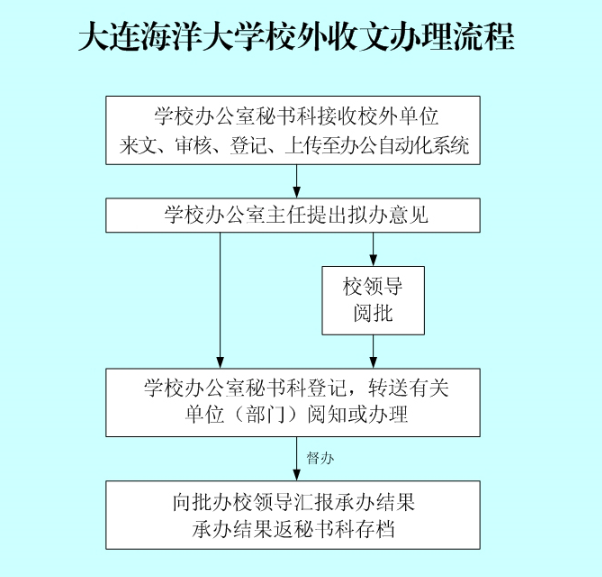 大连海洋大学校外收文办理流程
学校办公室秘书科接收校外单位
来文、审核、登记、上传至办公自动化系统
学校办公室主任提出拟办意见
校领导
阅批
学校办公室秘书科登记，转送有关
单位（部门）阅知或办理
督办
向批办校领导汇报承办结果
承办结果返秘书科存档